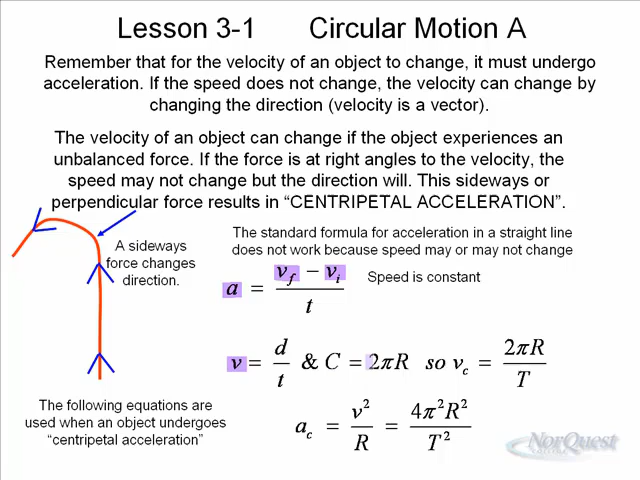 Lesson 3-1 Circular Motion A
Remember that for the velocity of an object to change, it must undergo
acceleration. If the speed does not change, the velocity can change by
changing the direction (velocity is a vector).
The velocity of an object can change if the object experiences an
unbalanced force. If the force is at right angles to the velocity, the
speed may not change but the direction will. This sideways or
perpendicular force results in “CENTRIPETAL ACCELERATION”.
A sideways
force changes
direction.
The standard formula for acceleration in a straight line
does not work because speed may or may not change
a = (v_f − v_i) / t
Speed is constant
v = d/t & C = 2πR so v_c = 2πR/T
The following equations are
used when an object undergoes
“centripetal acceleration”
a_c = v²/R = 4π²R²/T²
NorQuest